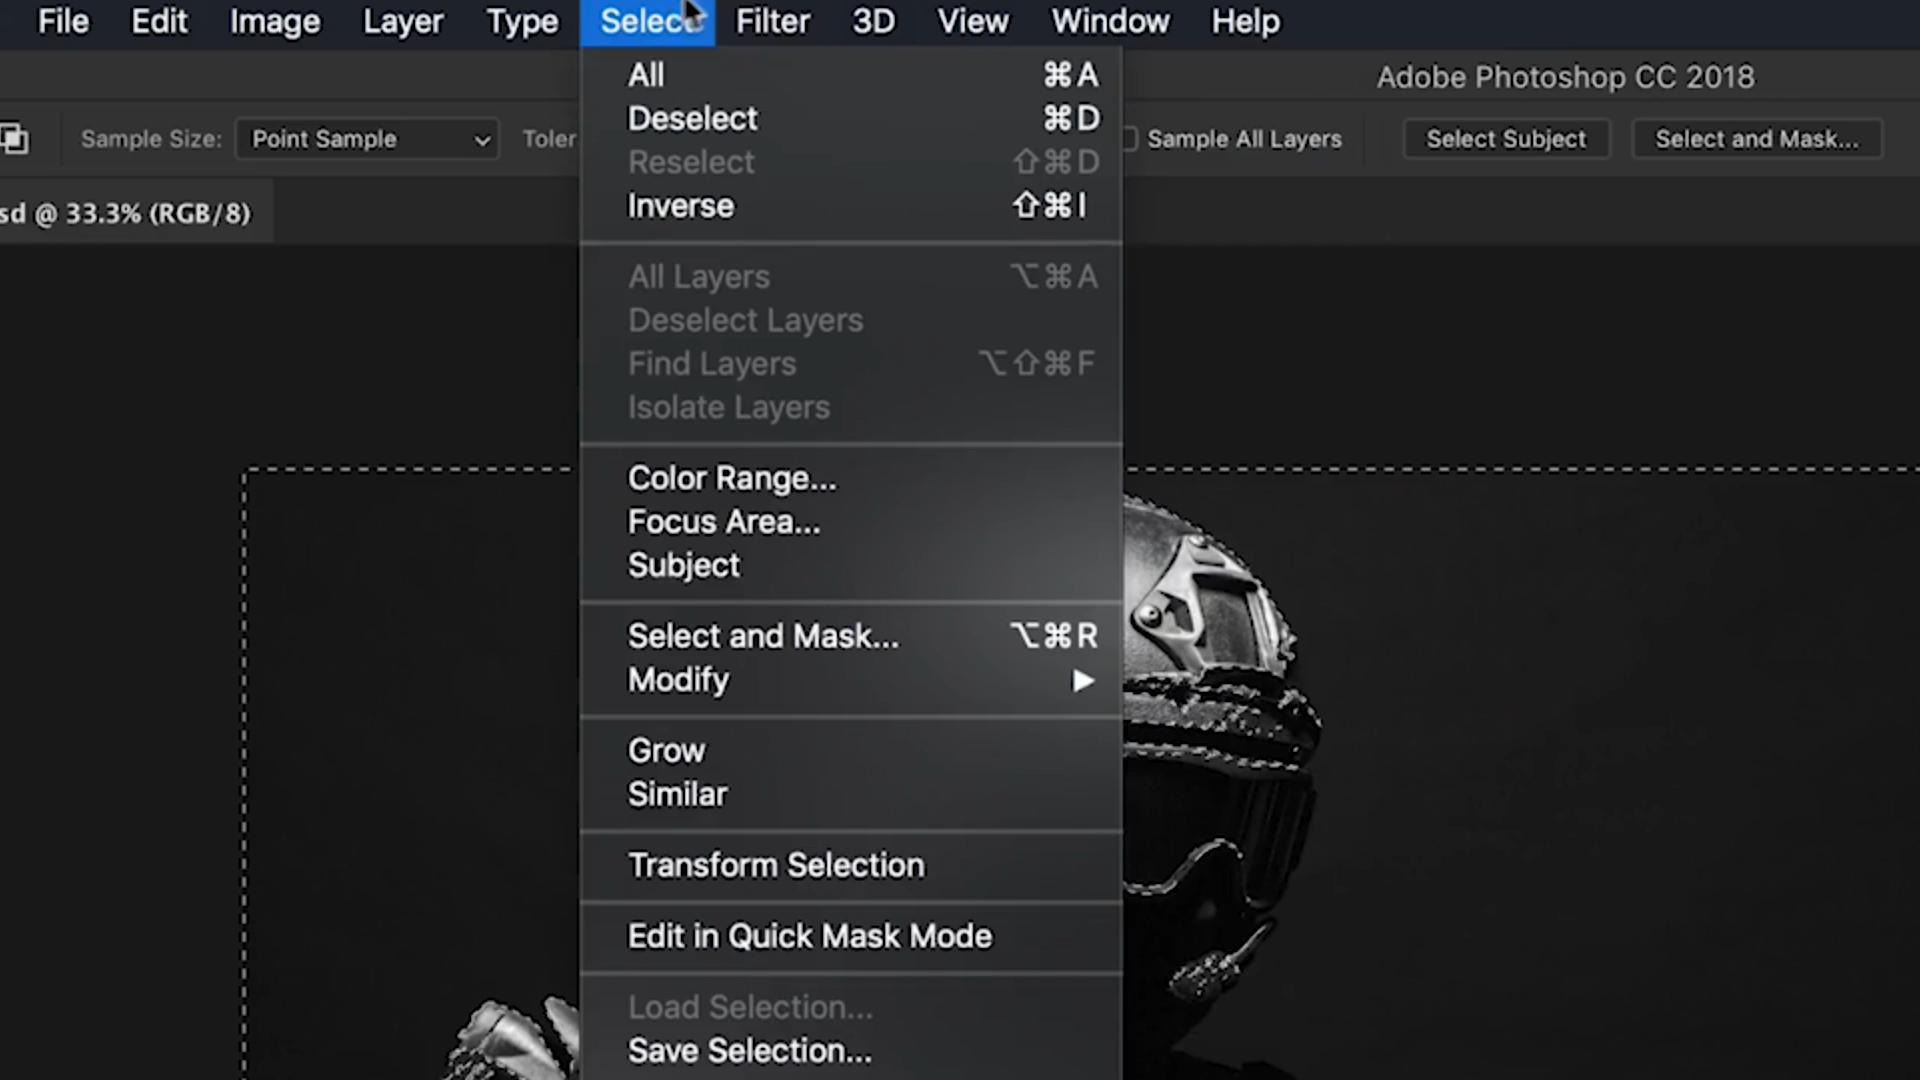 File Edit Image Layer Type Select Filter 3D View Window Help
Adobe Photoshop CC 2018
Sample Size: Point Sample Toler Sample All Layers Select Subject Select and Mask...
sd @ 33.3% (RGB/8)
All ⌘A
Deselect ⌘D
Reselect ⇧⌘D
Inverse ⇧⌘I
All Layers ⌥⌘A
Deselect Layers
Find Layers ⌥⇧⌘F
Isolate Layers
Color Range...
Focus Area...
Subject
Select and Mask... ⌥⌘R
Modify
Grow
Similar
Transform Selection
Edit in Quick Mask Mode
Load Selection...
Save Selection...